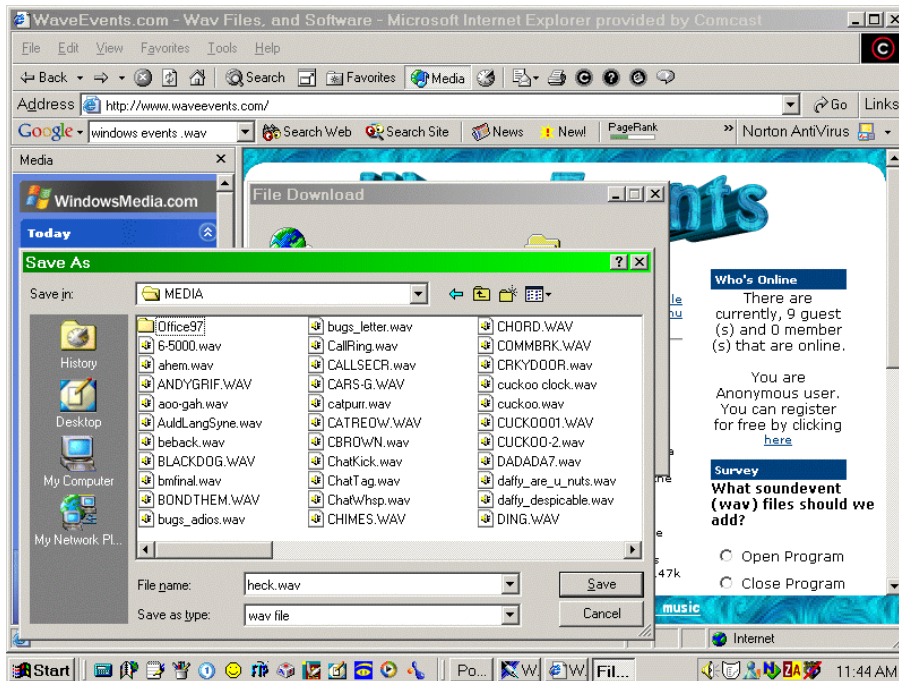 WaveEvents.com - Wav Files, and Software - Microsoft Internet Explorer provided by Comcast
File Edit View Favorites Tools Help
Back Search Favorites Media
Address http://www.waveevents.com/ Go Links
Google windows events .wav Search Web Search Site News New! PageRank » Norton AntiVirus
Media
WindowsMedia.com
Today
File Download
nts
Save As
Save in: MEDIA
History
Desktop
My Computer
My Network Pl...
Office97
6-5000.wav
ahem.wav
ANDYGRIF.WAV
aoo-gah.wav
AuldLangSyne.wav
beback.wav
BLACKDOG.WAV
bmfinal.wav
BONDTHEM.WAV
bugs_adios.wav
bugs_letter.wav
CallRing.wav
CALLSECR.wav
CARS-G.WAV
catpurr.wav
CATREOW.WAV
CBROWN.WAV
ChatKick.wav
ChatTag.wav
ChatWhsp.wav
CHIMES.WAV
CHORD.WAV
COMMBRK.WAV
CRKYDOOR.wav
cuckoo clock.wav
cuckoo.wav
CUCKOO01.WAV
CUCKOO-2.wav
DADADA7.wav
daffy_are_u_nuts.wav
daffy_despicable.wav
DING.WAV
File name: heck.wav Save
Save as type: wav file Cancel
Who's Online
There are
currently, 9 guest
(s) and 0 member
(s) that are online.
You are
Anonymous user.
You can register
for free by clicking
here
Survey
What soundevent
(wav) files should we
add?
Open Program
Close Program
.47k
music
Internet
Start Po... W. W. Fil... 11:44 AM